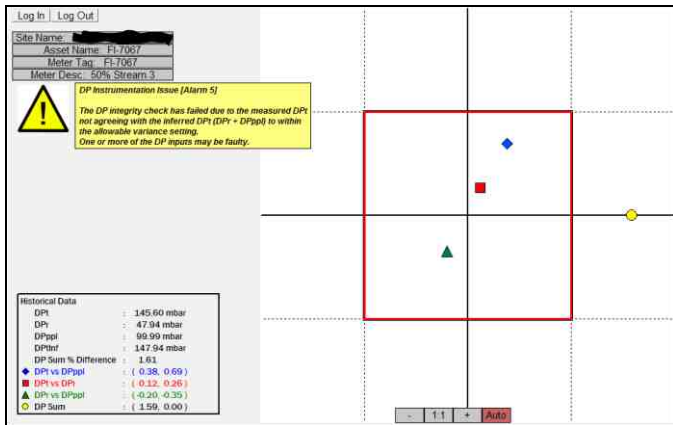 Log In Log Out
Site Name:
Asset Name: FI-7067
Meter Tag: FI-7067
Meter Desc: 50% Stream 3
DP Instrumentation Issue [Alarm 5]
The DP integrity check has failed due to the measured DPt
not agreeing with the inferred DPt (DPr + DPppl) to within
the allowable variance setting.
One or more of the DP inputs may be faulty.
Historical Data
DPt : 145.60 mbar
DPr : 47.94 mbar
DPppl : 99.99 mbar
DPtInf : 147.94 mbar
DP Sum % Difference : 1.61
DPt vs DPppl : ( 0.38, 0.69)
DPt vs DPr : ( 0.12, 0.26)
DPr vs DPppl : (-0.20, -0.35)
DP Sum : ( 1.59, 0.00)
- 1:1 + Auto